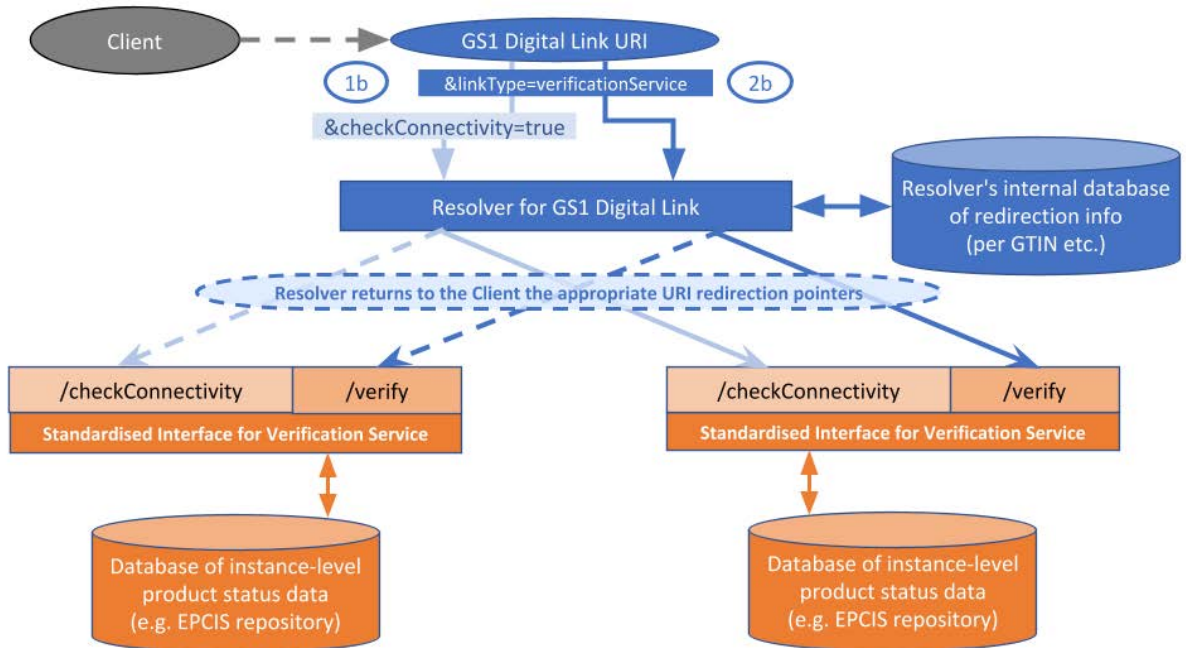 Client
GS1 Digital Link URI
1b
&linkType=verificationService
2b
&checkConnectivity=true
Resolver for GS1 Digital Link
Resolver's internal database
of redirection info
(per GTIN etc.)
Resolver returns to the Client the appropriate URI redirection pointers
/checkConnectivity
/verify
Standardised Interface for Verification Service
/checkConnectivity
/verify
Standardised Interface for Verification Service
Database of instance-level
product status data
(e.g. EPCIS repository)
Database of instance-level
product status data
(e.g. EPCIS repository)